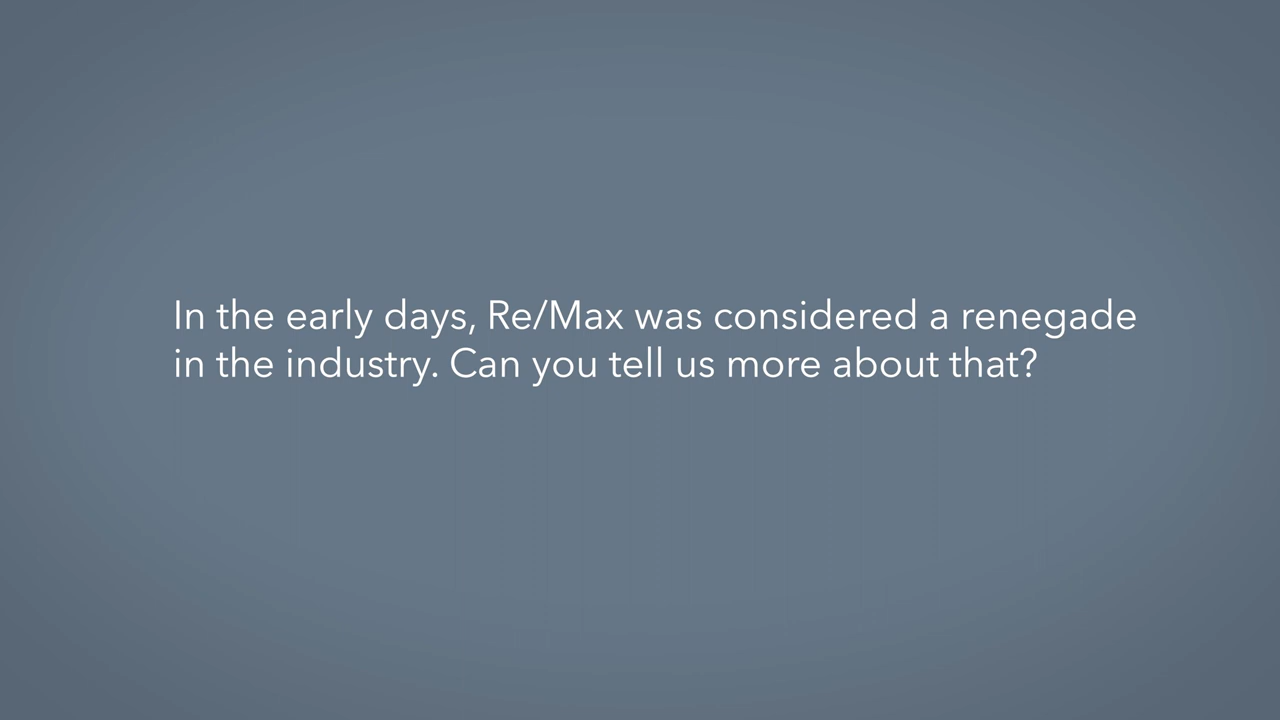 In the early days, Re/Max was considered a renegade
in the industry. Can you tell us more about that?